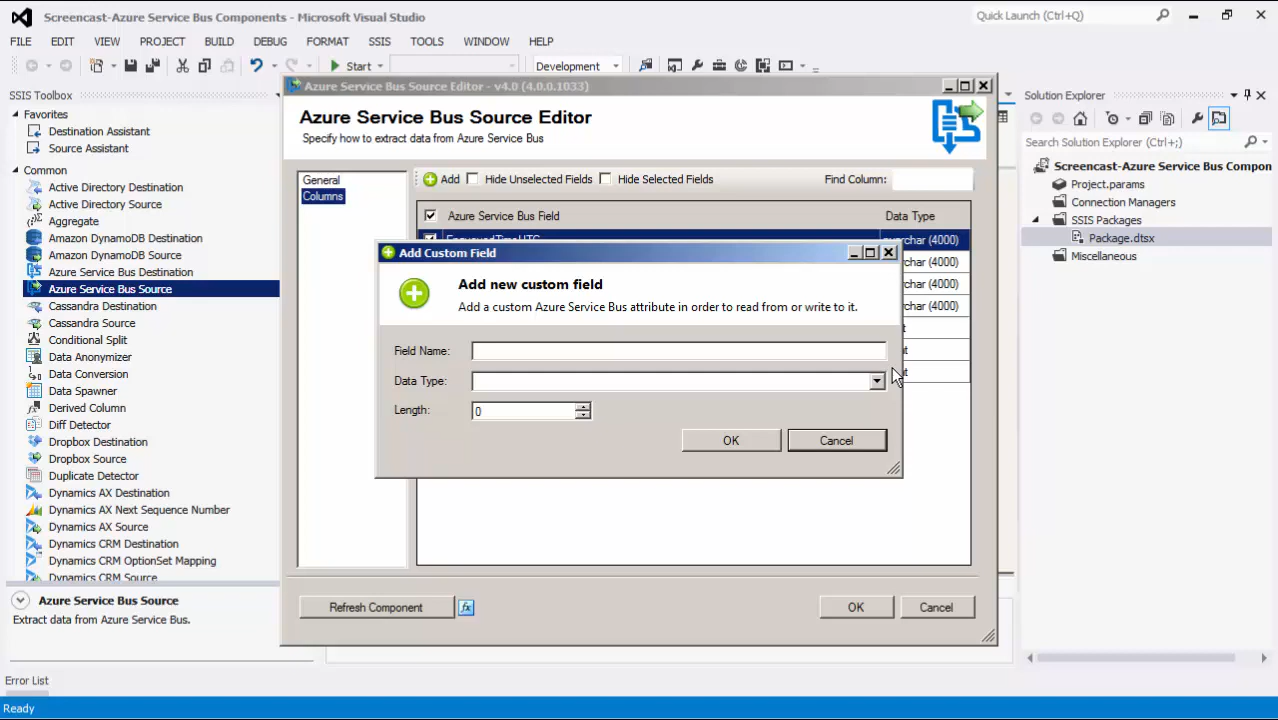 Screencast-Azure Service Bus Components - Microsoft Visual Studio
Quick Launch (Ctrl+Q)
FILE EDIT VIEW PROJECT BUILD DEBUG FORMAT SSIS TOOLS WINDOW HELP
Start
Development
SSIS Toolbox
Favorites
Destination Assistant
Source Assistant
Common
Active Directory Destination
Active Directory Source
Aggregate
Amazon DynamoDB Destination
Amazon DynamoDB Source
Azure Service Bus Destination
Azure Service Bus Source
Cassandra Destination
Cassandra Source
Conditional Split
Data Anonymizer
Data Conversion
Data Spawner
Derived Column
Diff Detector
Dropbox Destination
Dropbox Source
Duplicate Detector
Dynamics AX Destination
Dynamics AX Next Sequence Number
Dynamics AX Source
Dynamics CRM Destination
Dynamics CRM OptionSet Mapping
Dynamics CRM Source
Azure Service Bus Source
Extract data from Azure Service Bus.
Error List
Ready
Azure Service Bus Source Editor - v4.0 (4.0.0.1033)
Azure Service Bus Source Editor
Specify how to extract data from Azure Service Bus
General
Columns
Add Hide Unselected Fields Hide Selected Fields Find Column:
Azure Service Bus Field Data Type
(4000)
(4000)
(4000)
(4000)
Add Custom Field
Add new custom field
Add a custom Azure Service Bus attribute in order to read from or write to it.
Field Name:
Data Type:
Length: 0
OK Cancel
Refresh Component fx OK Cancel
Solution Explorer
Search Solution Explorer (Ctrl+;)
Screencast-Azure Service Bus Compon
Project.params
Connection Managers
SSIS Packages
Package.dtsx
Miscellaneous